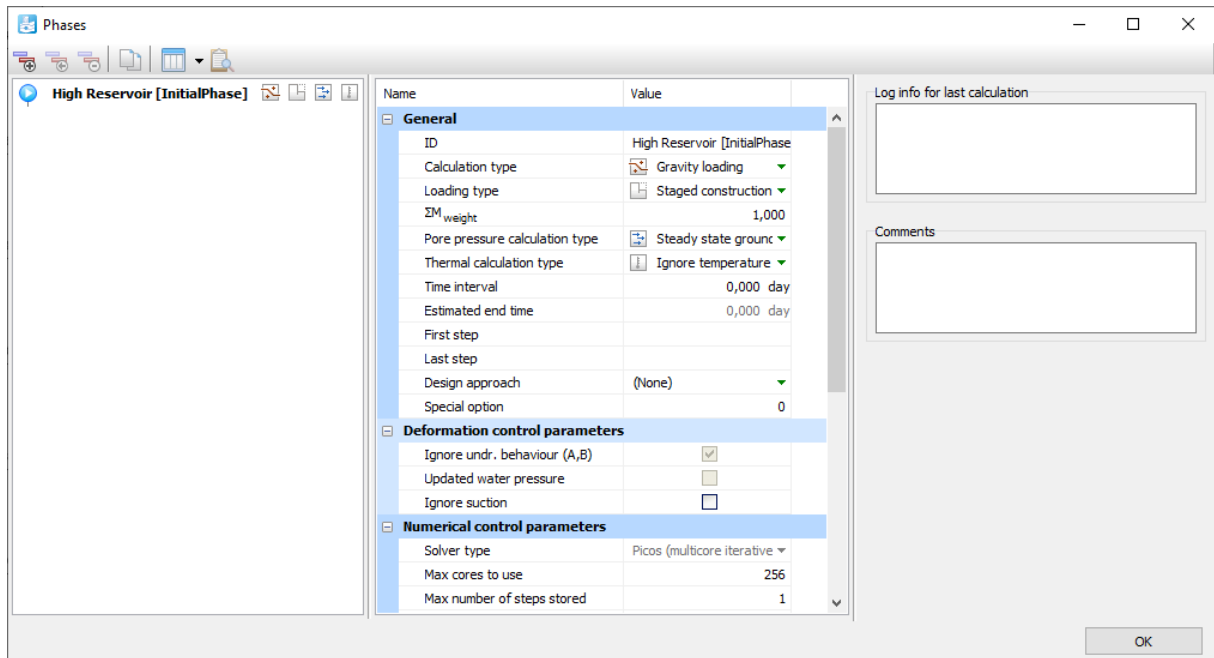 Phases
High Reservoir [InitialPhase]
Name Value
General
ID High Reservoir [InitialPhase
Calculation type Gravity loading
Loading type Staged construction
ΣM weight 1,000
Pore pressure calculation type Steady state grounc
Thermal calculation type Ignore temperature
Time interval 0,000 day
Estimated end time 0,000 day
First step
Last step
Design approach (None)
Special option 0
Deformation control parameters
Ignore undr. behaviour (A,B)
Updated water pressure
Ignore suction
Numerical control parameters
Solver type Picos (multicore iterative
Max cores to use 256
Max number of steps stored 1
Log info for last calculation
Comments
OK